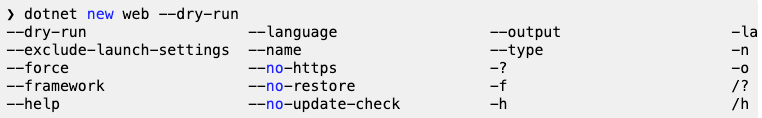 ❯ dotnet new web --dry-run
--dry-run --language --output -la
--exclude-launch-settings --name --type -n
--force --no-https -? -o
--framework --no-restore -f /?
--help --no-update-check -h /h